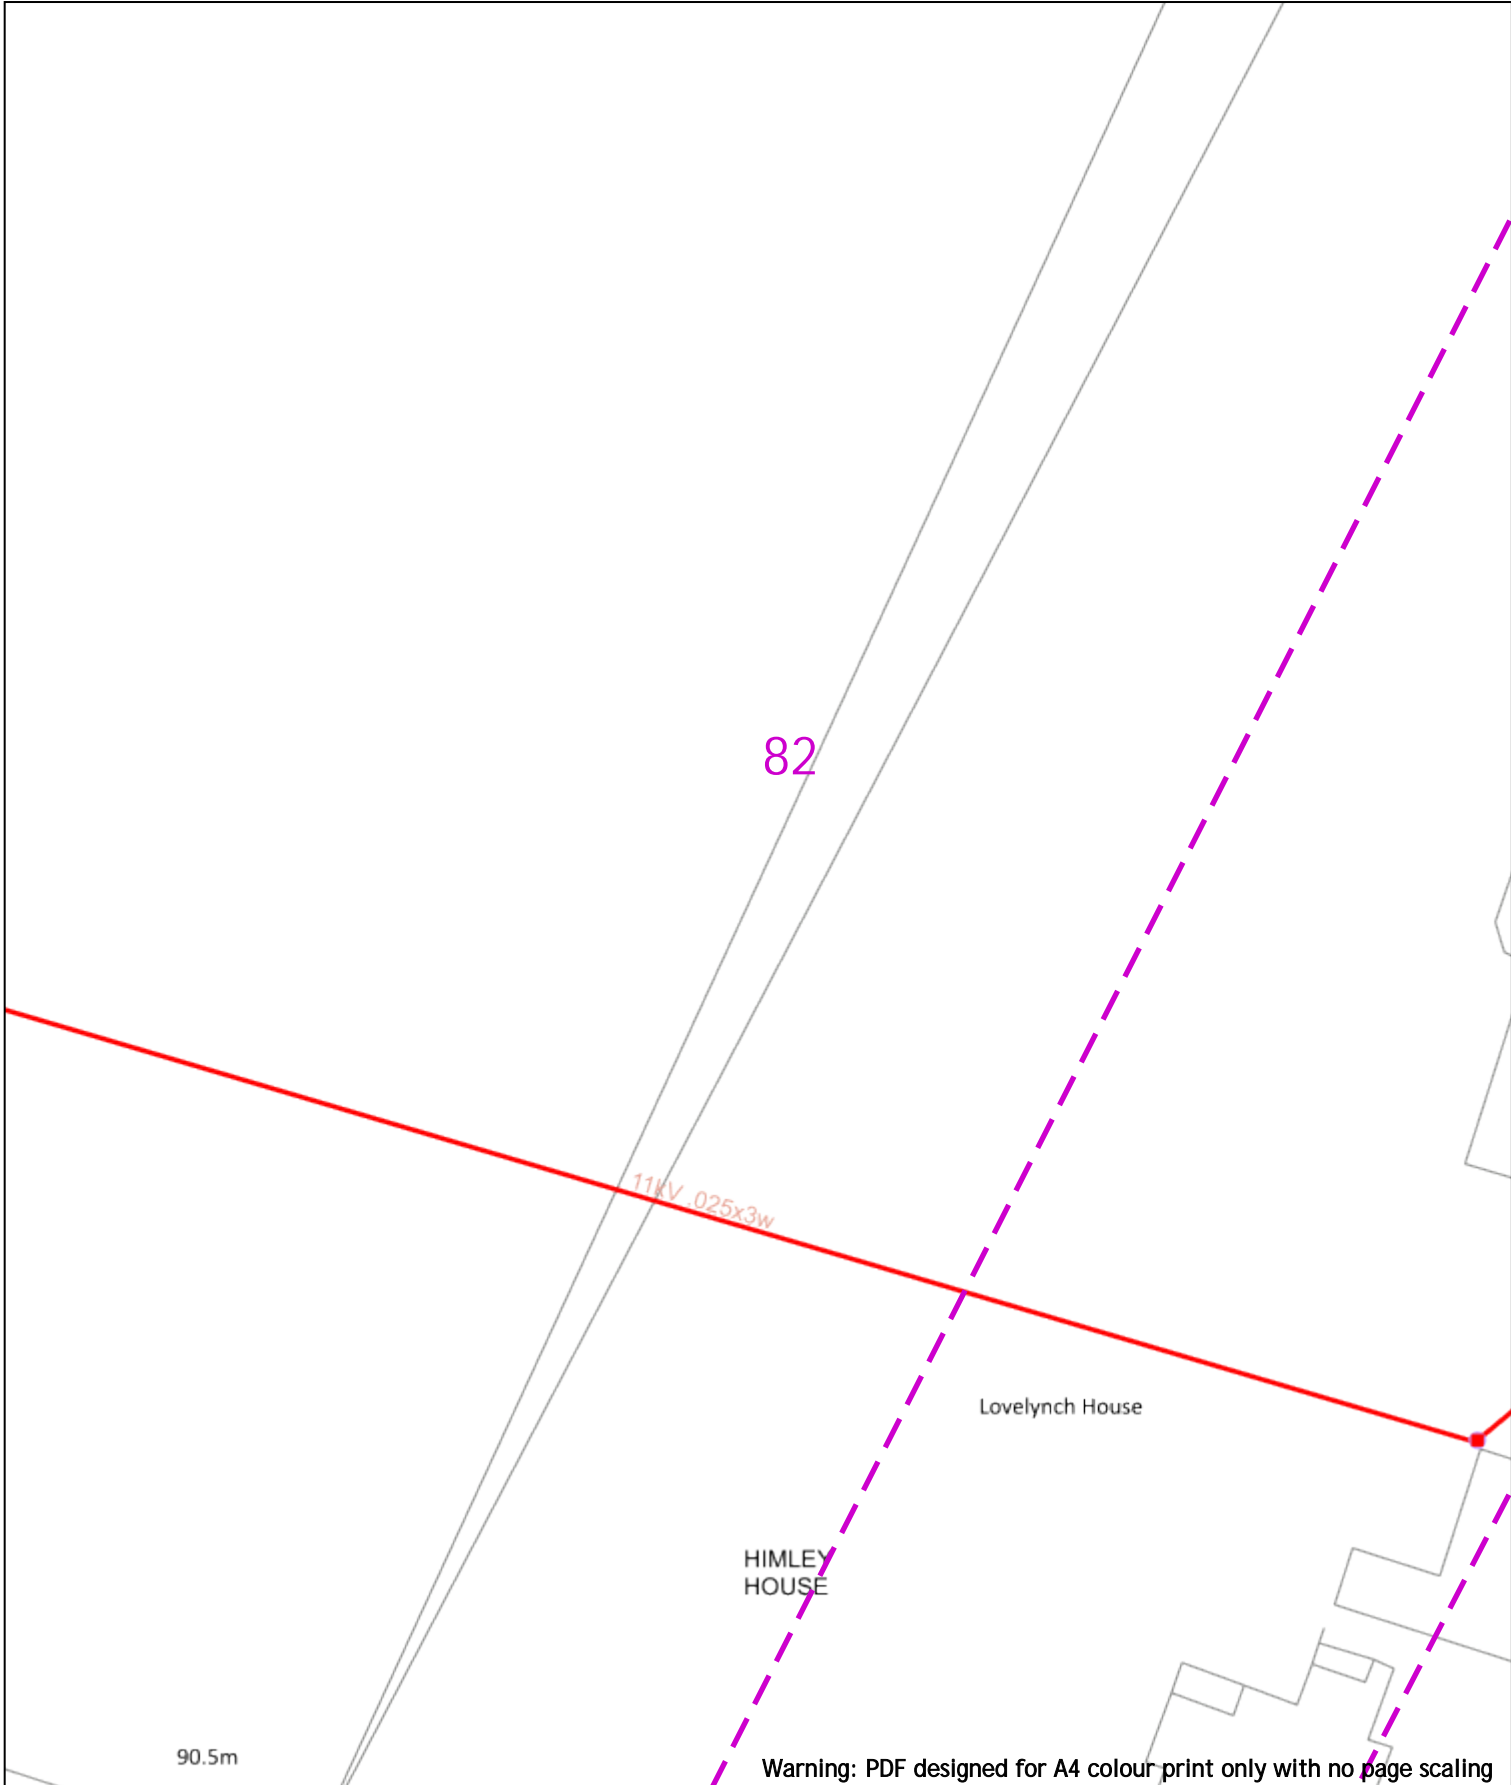 82
11kV .025x3w
Lovelynch House
HIMLEY
HOUSE
90.5m
Warning: PDF designed for A4 colour print only with no page scaling